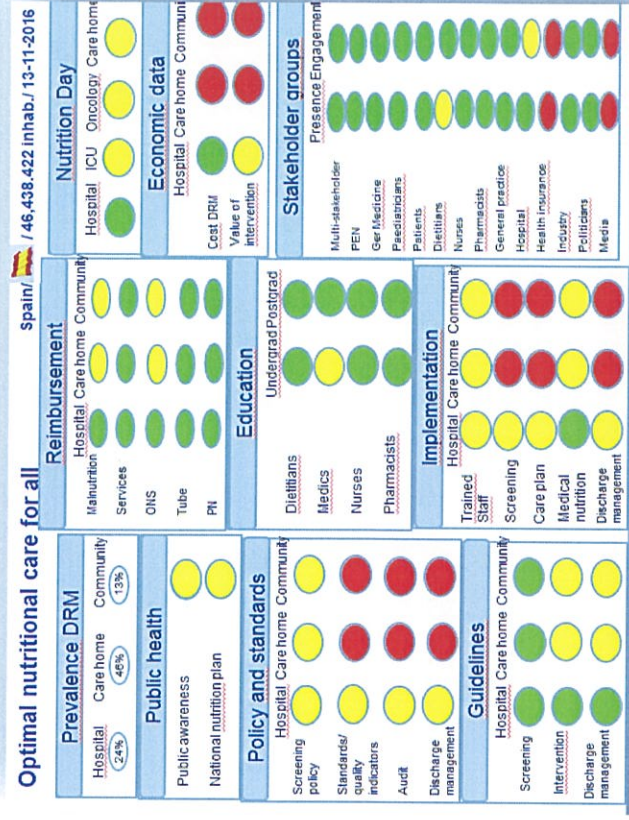 Optimal nutritional care for all
Spain/ / 46,438.422 inhab./ 13-11-2016
Prevalence DRM
Hospital Care home Community
24% 46% 13%
Public health
Public awareness
National nutrition plan
Policy and standards
Hospital Care home Community
Screening
policy
Standards/
quality
indicators
Audit
Discharge
management
Guidelines
Hospital Care home Community
Screening
Intervention
Discharge
management
Reimbursement
Hospital Care home Community
Malnutrition
Services
ONS
Tube
PN
Education
Undergrad Postgrad
Dietitians
Medics
Nurses
Pharmacists
Implementation
Hospital Care home Community
Trained
Staff
Screening
Care plan
Medical
nutrition
Discharge
management
Nutrition Day
Hospital ICU Oncology Care home
Economic data
Hospital Care home Communi
Cost DRM
Value of
intervention
Stakeholder groups
Presence Engagement
Multi-stakeholder
PEN
Ger Medicine
Paediatricians
Patients
Dietitians
Nurses
Pharmacists
General practice
Hospital
Health insurance
Industry
Politicians
Media